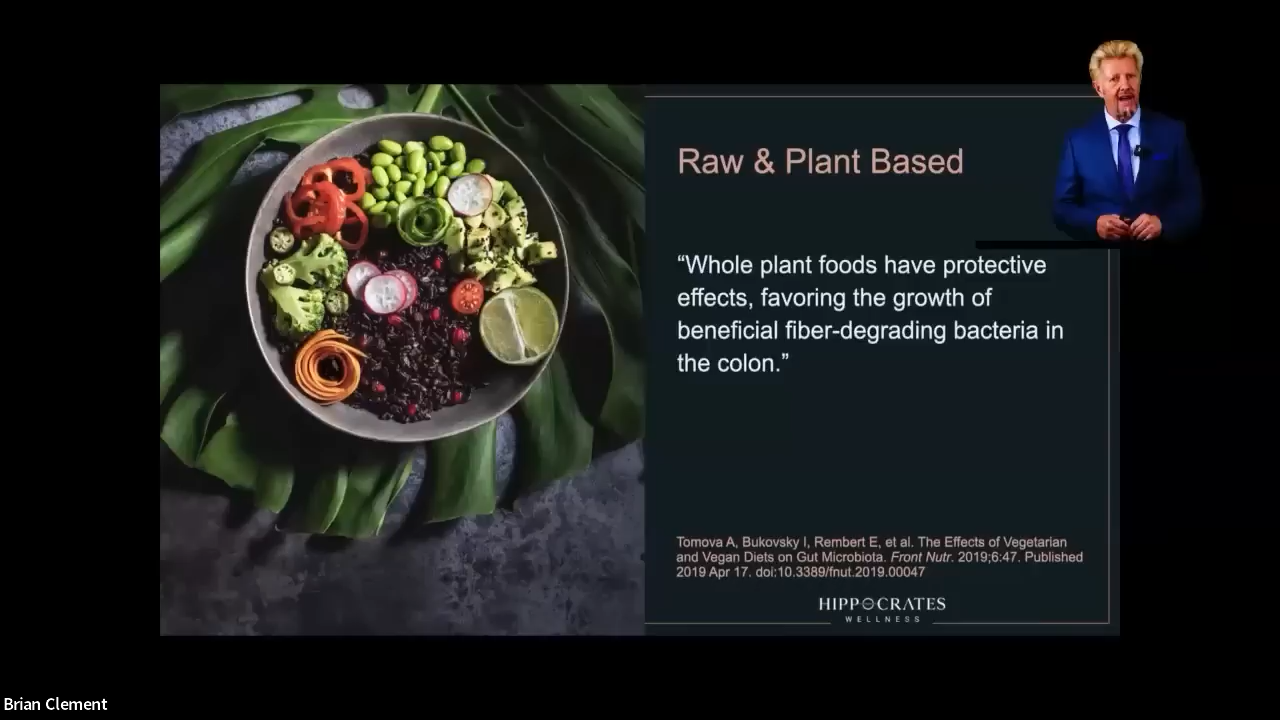 Raw & Plant Based
“Whole plant foods have protective
effects, favoring the growth of
beneficial fiber-degrading bacteria in
the colon.”
Tomova A, Bukovsky I, Rembert E, et al. The Effects of Vegetarian
and Vegan Diets on Gut Microbiota. Front Nutr. 2019;6:47. Published
2019 Apr 17. doi:10.3389/fnut.2019.00047
HIPPOCRATES
WELLNESS
Brian Clement